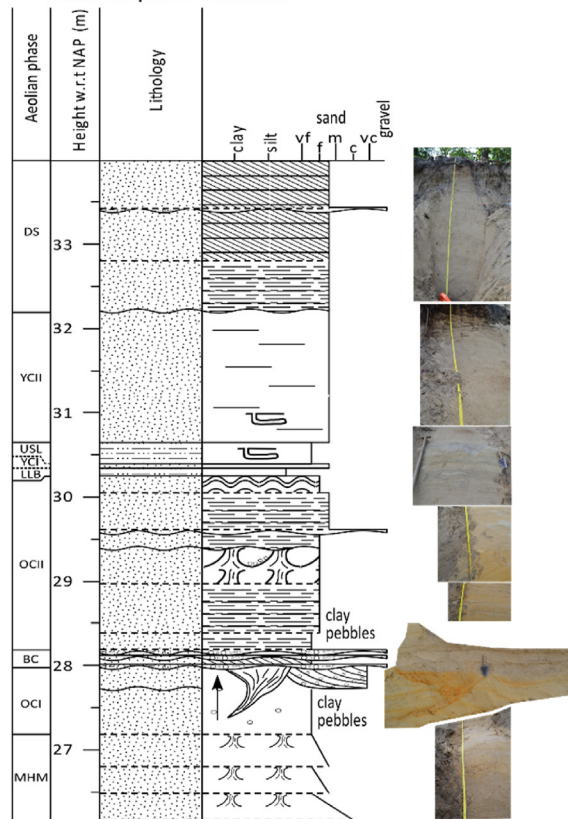 Aeolian phase
Height w.r.t NAP (m)
Lithology
clay
silt
vf
f
sand
m
c
vc
gravel
DS
33
32
YCII
31
USL
YCI
LLB
30
OCII
29
clay
pebbles
BC
28
OCI
clay
pebbles
27
MHM